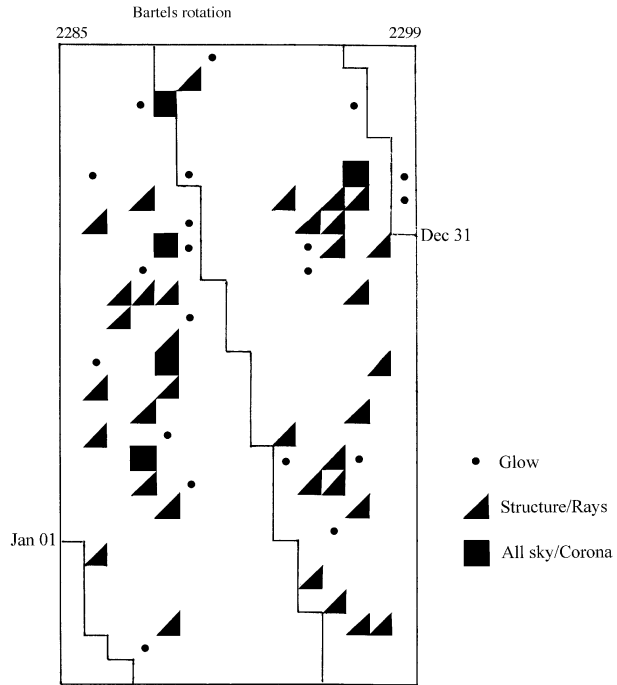 Bartels rotation
2285
2299
Dec 31
Glow
Structure/Rays
Jan 01
All sky/Corona